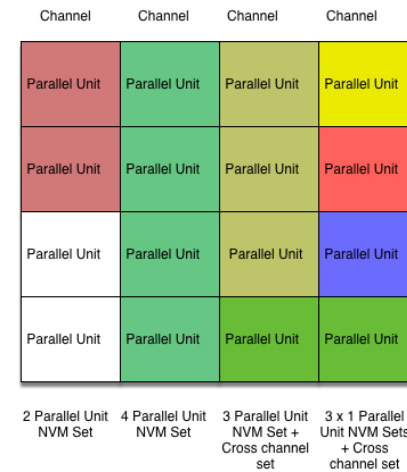 Channel Channel Channel Channel
Parallel Unit Parallel Unit Parallel Unit Parallel Unit
Parallel Unit Parallel Unit Parallel Unit Parallel Unit
Parallel Unit Parallel Unit Parallel Unit Parallel Unit
Parallel Unit Parallel Unit Parallel Unit Parallel Unit
2 Parallel Unit
NVM Set
4 Parallel Unit
NVM Set
3 Parallel Unit
NVM Set +
Cross channel
set
3 x 1 Parallel
Unit NVM Sets
+ Cross
channel set